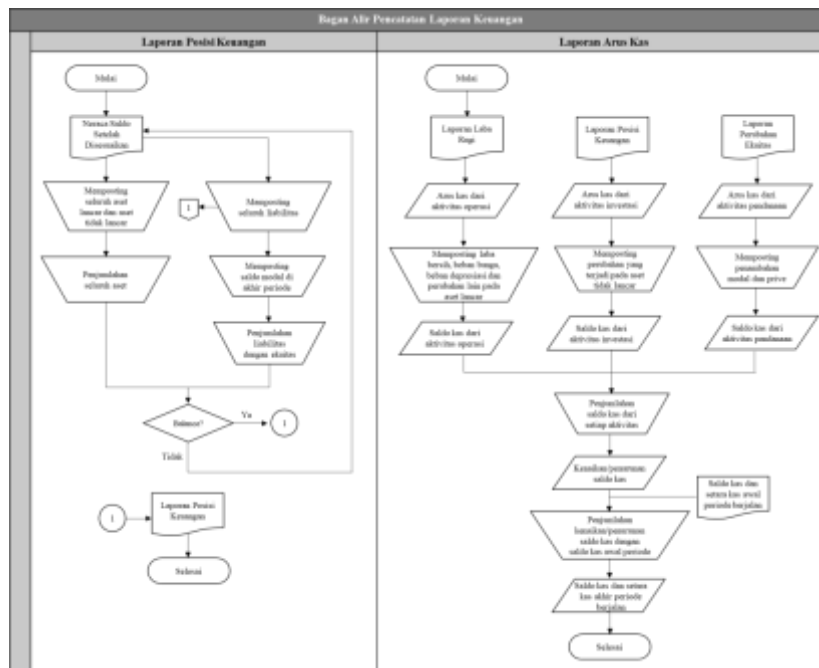 Bagan Alir Pencatatan Laporan Keuangan
Laporan Posisi Keuangan
Mulai
Neraca Saldo
Setelah
Disesuaikan
Memposting
seluruh aset
lancar dan aset
tidak lancar
1
Memposting
seluruh liabilitas
Penjumlahan
seluruh aset
Memposting
saldo modal di
akhir periode
Penjumlahan
liabilitas
dengan ekuitas
Balance?
Ya
1
Tidak
1
Laporan Posisi
Keuangan
Selesai
Laporan Arus Kas
Mulai
Laporan Laba
Rugi
Laporan Posisi
Keuangan
Laporan
Perubahan
Ekuitas
Arus kas dari
aktivitas operasi
Arus kas dari
aktivitas investasi
Arus kas dari
aktivitas pendanaan
Memposting laba
bersih, beban bunga,
beban depresiasi dan
perubahan lain pada
aset lancar
Memposting
perubahan yang
terjadi pada aset
tidak lancar
Memposting
penambahan
modal dan prive
Saldo kas dari
aktivitas operasi
Saldo kas dari
aktivitas investasi
Saldo kas dari
aktivitas pendanaan
Penjumlahan
saldo kas dari
setiap aktivitas
Kenaikan/penurunan
saldo kas
Saldo kas dan
setara kas awal
periode berjalan
Penjumlahan
kenaikan/penurunan
saldo kas dengan
saldo kas awal periode
Saldo kas dan setara
kas akhir periode
berjalan
Selesai